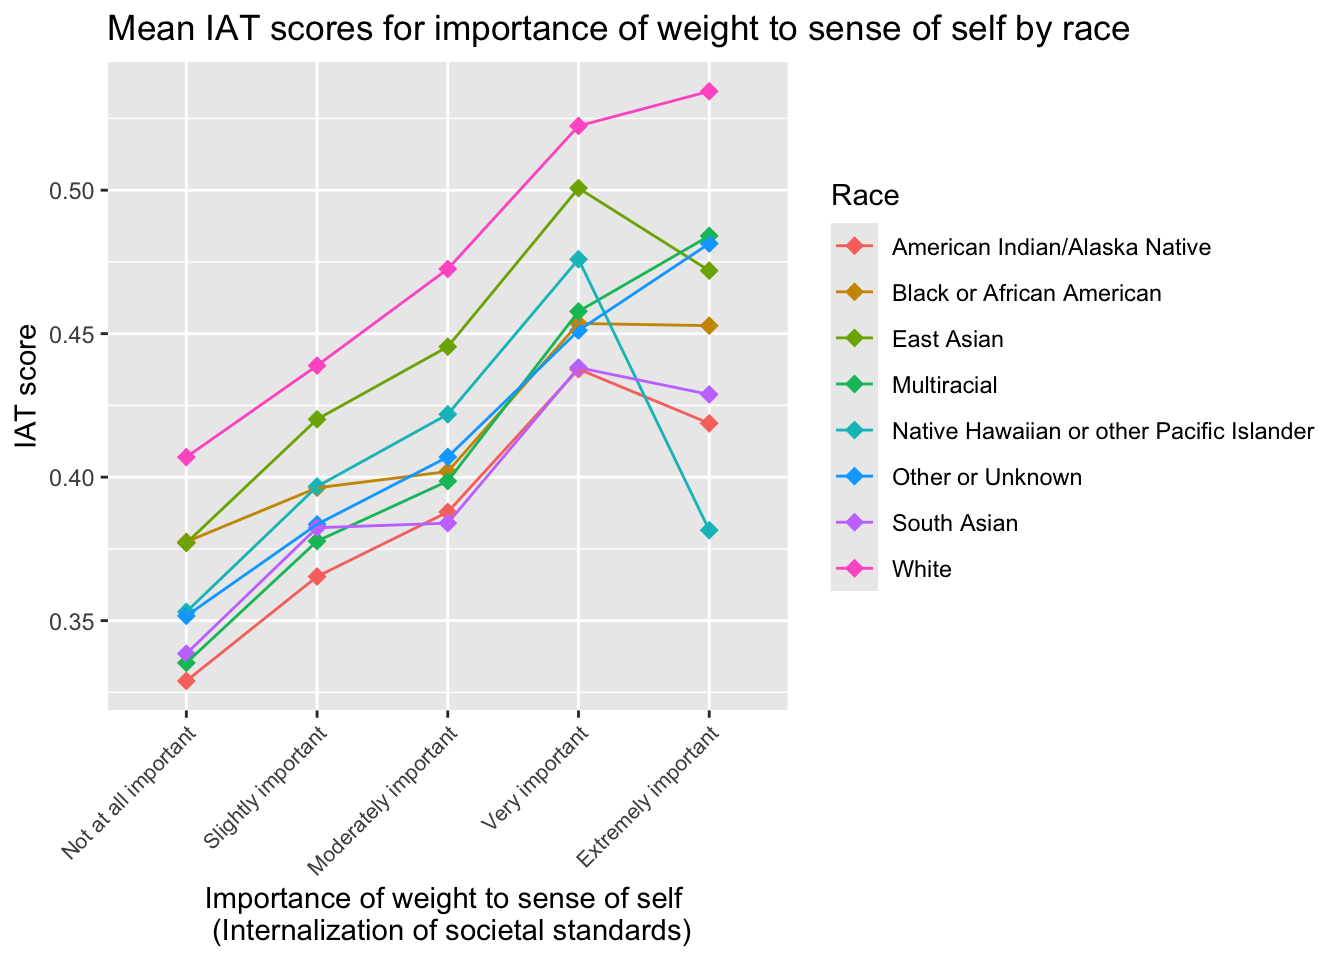 Mean IAT scores for importance of weight to sense of self by race
IAT score
0.50
0.45
0.40
0.35
Not at all important
Slightly important
Moderately important
Very important
Extremely important
Importance of weight to sense of self
(Internalization of societal standards)
Race
American Indian/Alaska Native
Black or African American
East Asian
Multiracial
Native Hawaiian or other Pacific Islander
Other or Unknown
South Asian
White